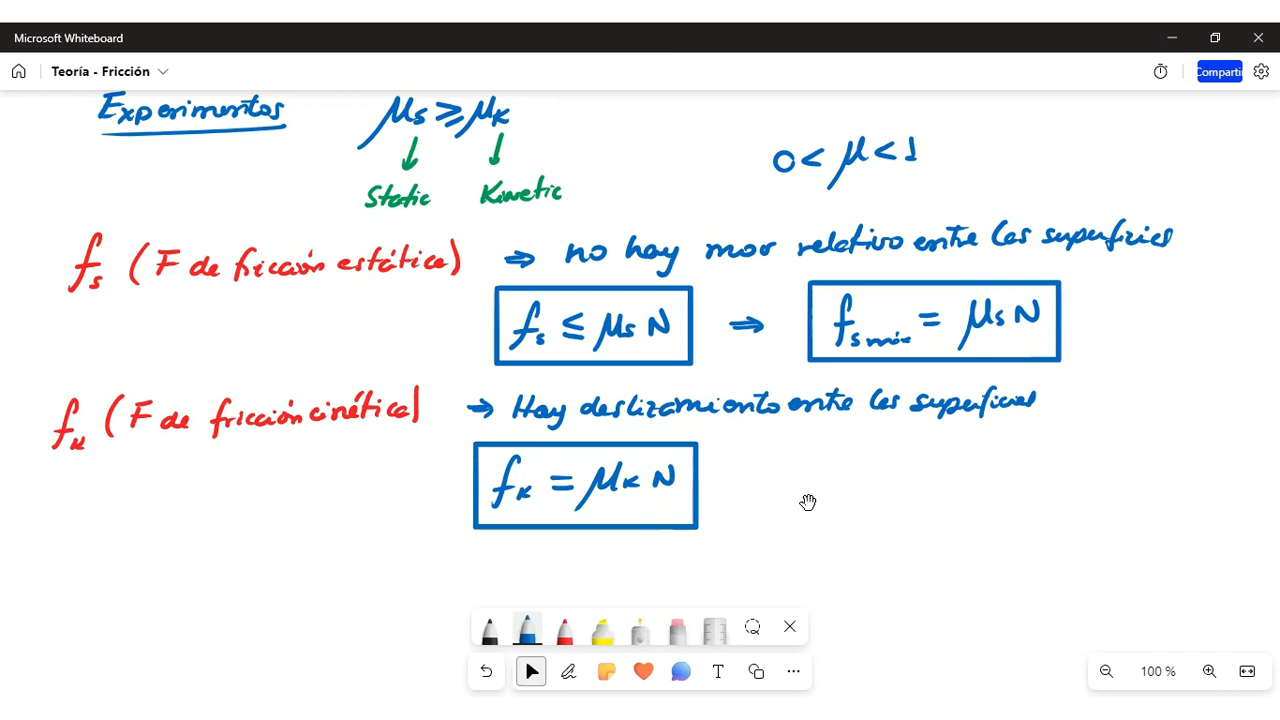 Microsoft Whiteboard
Teoría - Fricción
Comparti
Experimentos μs ≥ μk
0 < μ < 1
Static Kinetic
fs (F de fricción estática) ⇒ no hay mov relativo entre las superficies
fs ≤ μs N ⇒ fs máx = μs N
fk (F de fricción cinética) → Hay deslizamiento entre las superficies
fk = μk N
T
100 %